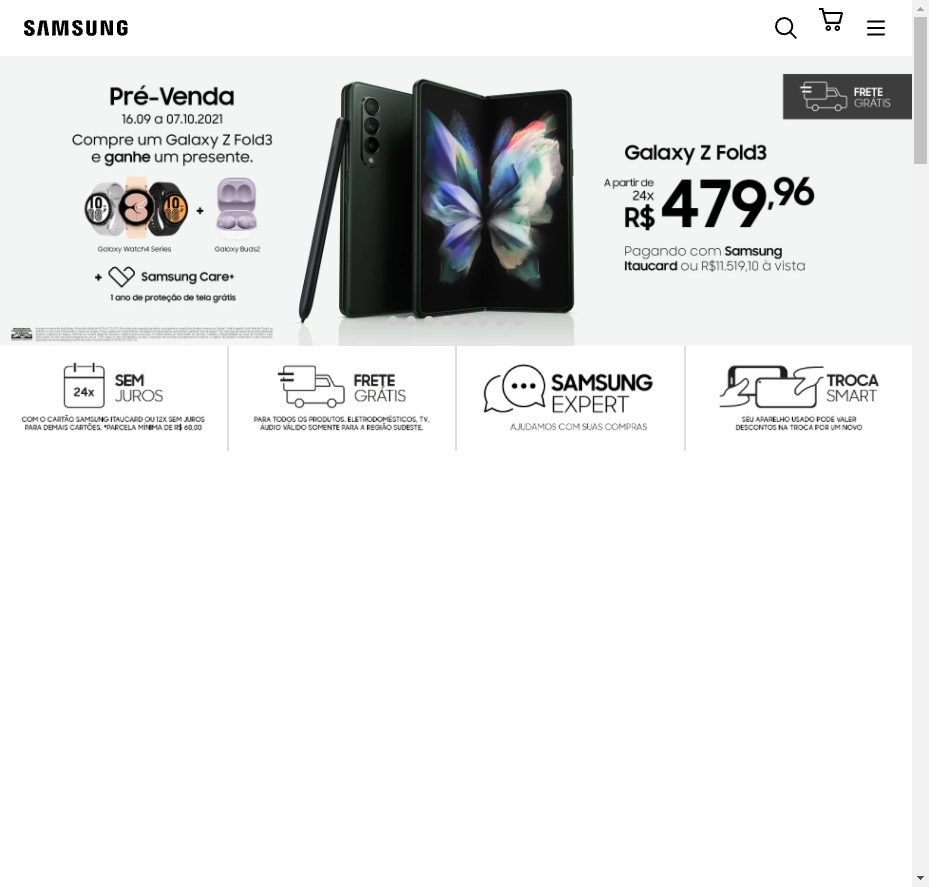 SAMSUNG
Pré-Venda
16.09 a 07.10.2021
Compre um Galaxy Z Fold3
e ganhe um presente.
10
10
+
Galaxy Watch4 Series
Galaxy Buds2
+ Samsung Care+
1 ano de proteção de tela grátis
FRETE
GRÁTIS
Galaxy Z Fold3
A partir de
24x
R$ 479,96
Pagando com Samsung
Itaucard ou R$11.519,10 à vista
24x
SEM
JUROS
COM O CARTÃO SAMSUNG ITAUCARD OU 12X SEM JUROS
PARA DEMAIS CARTÕES. *PARCELA MÍNIMA DE R$ 60,00
FRETE
GRÁTIS
PARA TODOS OS PRODUTOS. ELETRODOMÉSTICOS, TV,
ÁUDIO VÁLIDO SOMENTE PARA A REGIÃO SUDESTE.
SAMSUNG
EXPERT
AJUDAMOS COM SUAS COMPRAS
TROCA
SMART
SEU APARELHO USADO PODE VALER
DESCONTOS NA TROCA POR UM NOVO